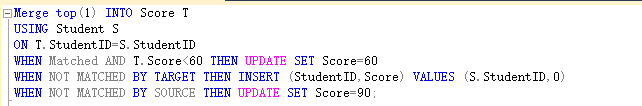 Merge top(1) INTO Score T
USING Student S
ON T.StudentID=S.StudentID
WHEN Matched AND T.Score<60 THEN UPDATE SET Score=60
WHEN NOT MATCHED BY TARGET THEN INSERT (StudentID,Score) VALUES (S.StudentID,0)
WHEN NOT MATCHED BY SOURCE THEN UPDATE SET Score=90;